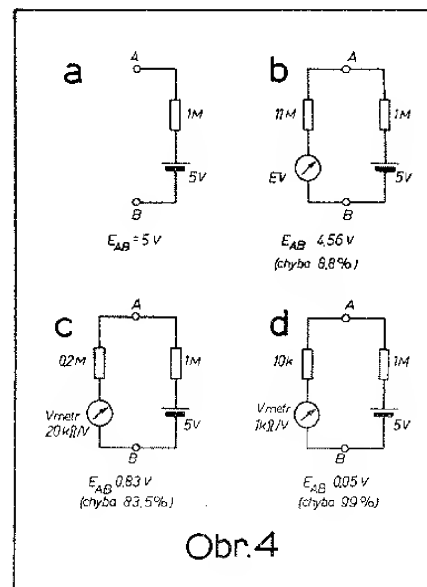 a
A
1M
5V
B
E_AB = 5 V
b
A
11M
1M
EV
5V
B
E_AB 4,56 V
(chyba 8,8%)
c
A
0,2M
1M
Vmetr
20kΩ/V
5V
B
E_AB 0,83 V
(chyba 83,5%)
d
A
10k
1M
Vmetr
1kΩ/V
5V
B
E_AB 0,05 V
(chyba 99%)
Obr.4